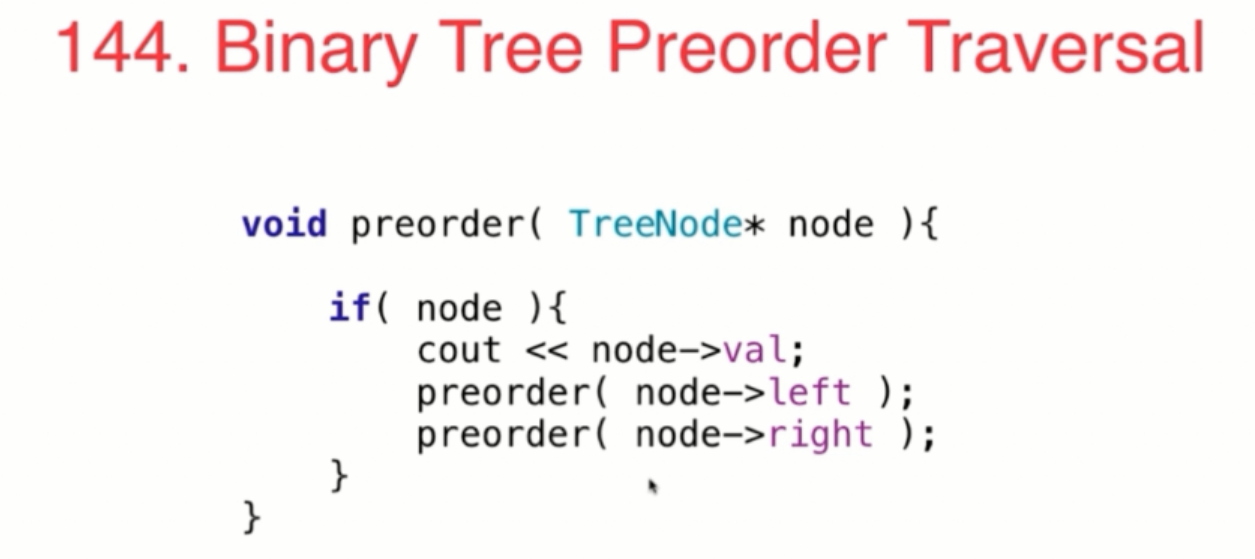 144. Binary Tree Preorder Traversal
void preorder( TreeNode* node ){
if( node ){
cout << node->val;
preorder( node->left );
preorder( node->right );
}
}